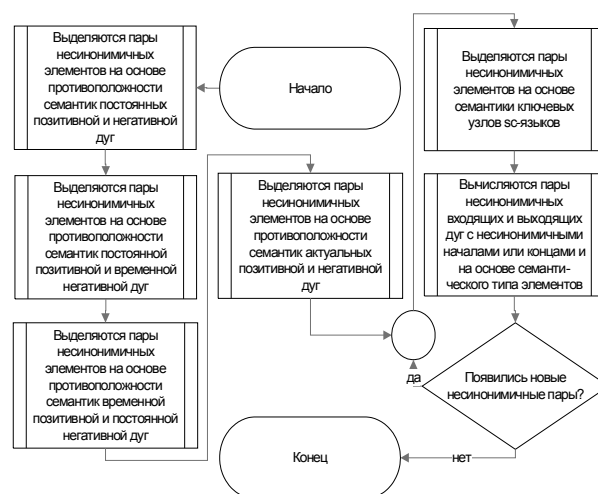 Начало
Выделяются пары
несинонимичных
элементов на основе
противоположности
семантик постоянных
позитивной и негативной
дуг
Выделяются пары
несинонимичных
элементов на основе
противоположности
семантик постоянной
позитивной и временной
негативной дуг
Выделяются пары
несинонимичных
элементов на основе
противоположности
семантик временной
позитивной и постоянной
негативной дуг
Выделяются пары
несинонимичных
элементов на основе
противоположности
семантик актуальных
позитивной и негативной
дуг
Выделяются пары
несинонимичных
элементов на основе
семантики ключевых
узлов sc-языков
Вычисляются пары
несинонимичных
входящих и выходящих
дуг с несинонимичными
началами или концами и
на основе семанти-
ческого типа элементов
Появились новые
несинонимичные пары?
да
нет
Конец